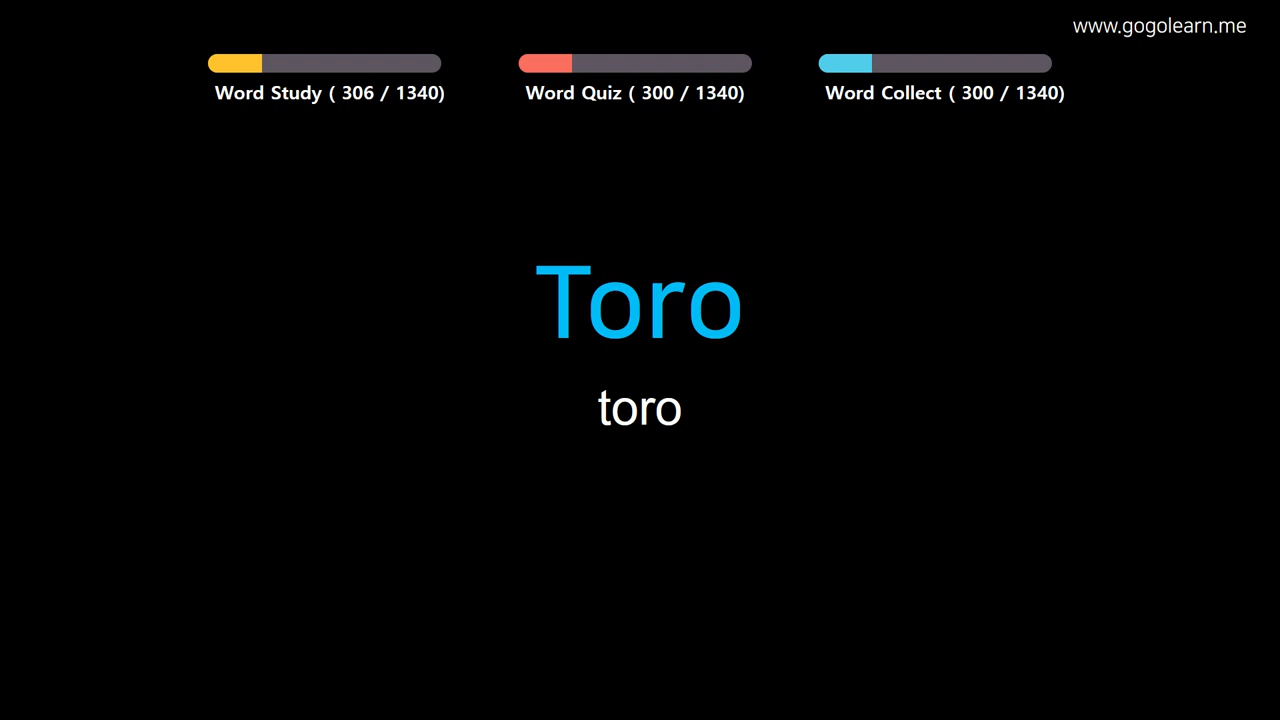 www.gogolearn.me
Word Study ( 306 / 1340)
Word Quiz ( 300 / 1340)
Word Collect ( 300 / 1340)
Toro
toro